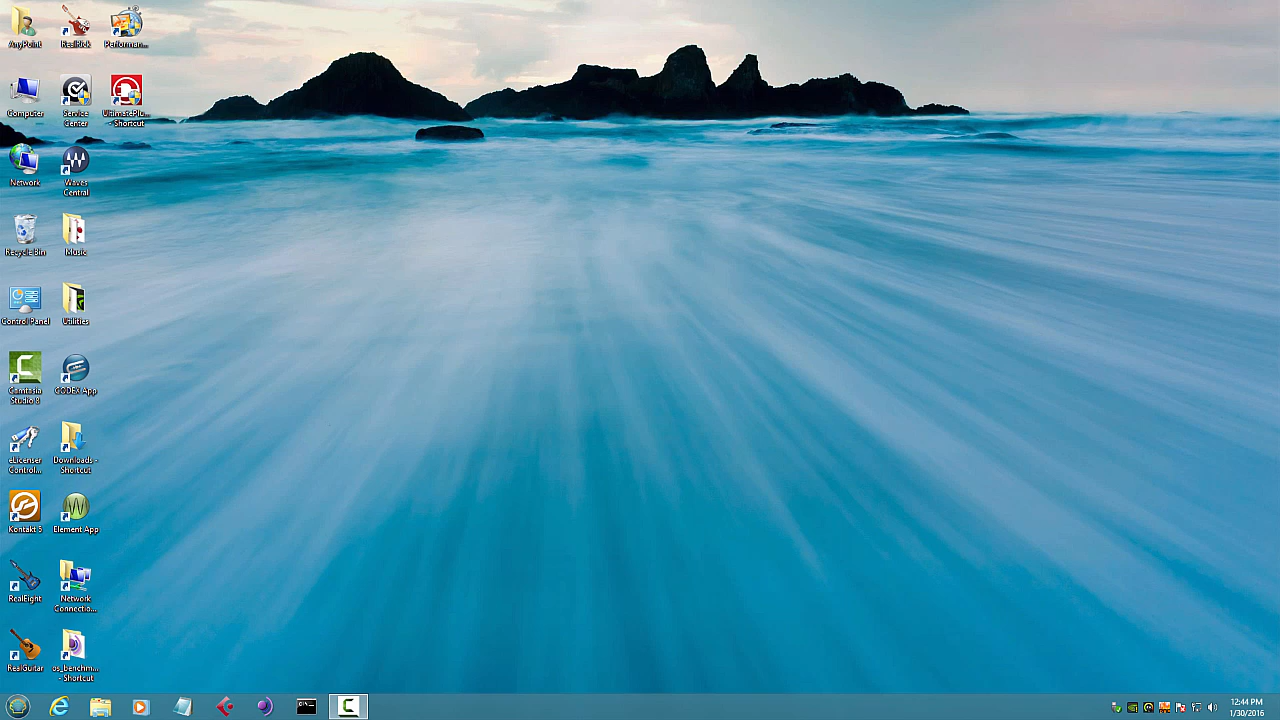 AnyPoint
RealRick
Performan...
Computer
Service
Center
UltimatePlu...
- Shortcut
Network
Waves
Central
Recycle Bin
Music
Control Panel
Utilities
Camtasia
Studio 8
CODEX App
eLicenser
Control...
Downloads -
Shortcut
Kontakt 5
Element App
RealEight
Network
Connectio...
RealGuitar
os_benchm...
- Shortcut
12:44 PM
1/30/2016